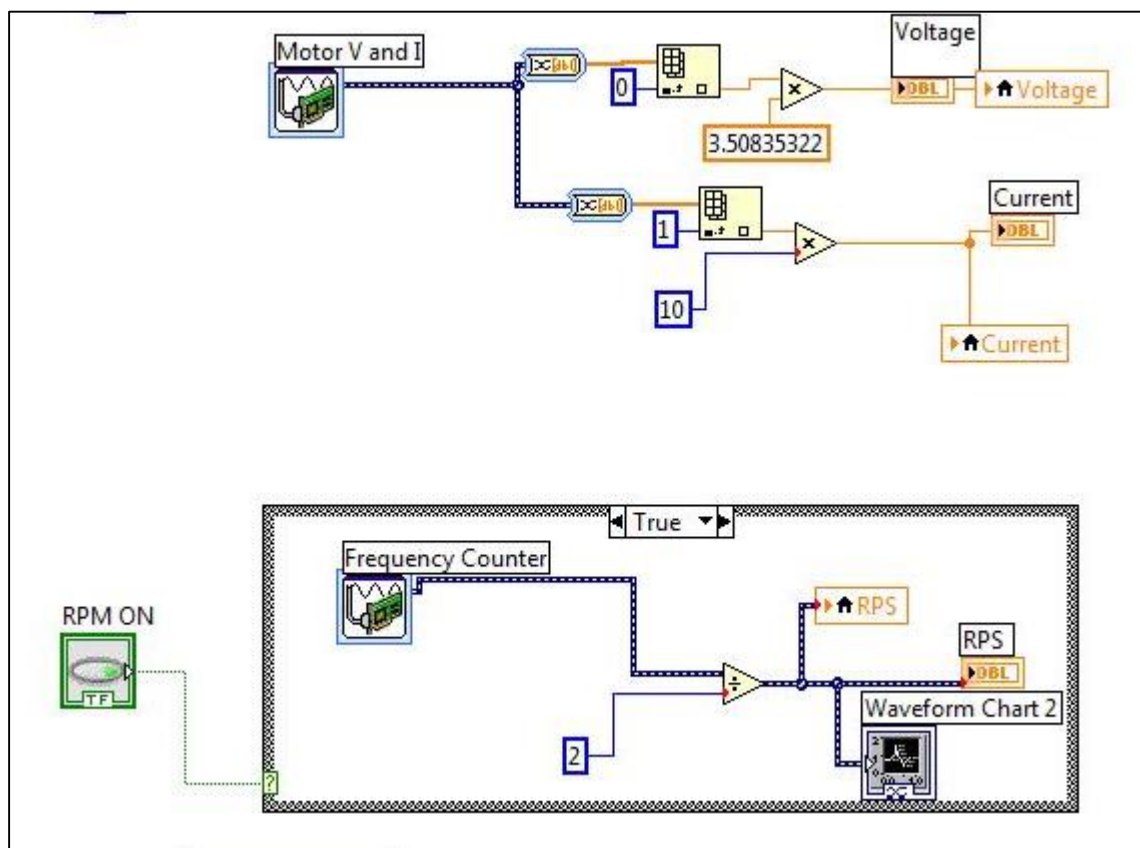 Motor V and I
Voltage
0
Voltage
3.50835322
Current
1
10
Current
True
Frequency Counter
RPM ON
RPS
RPS
TF
Waveform Chart 2
2
?
DBL
DBL
DBL